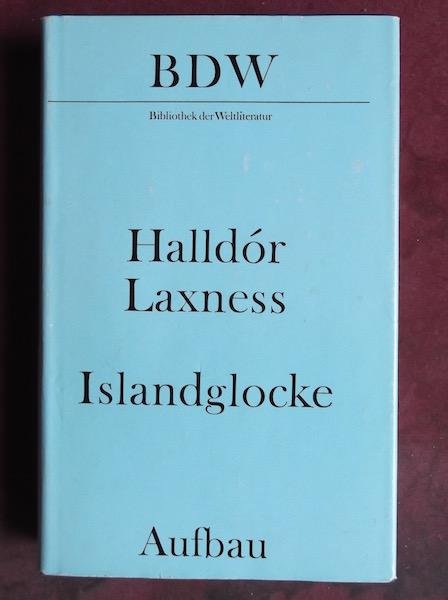 BDW
Bibliothek der Weltliteratur
Halldór
Laxness
Islandglocke
Aufbau